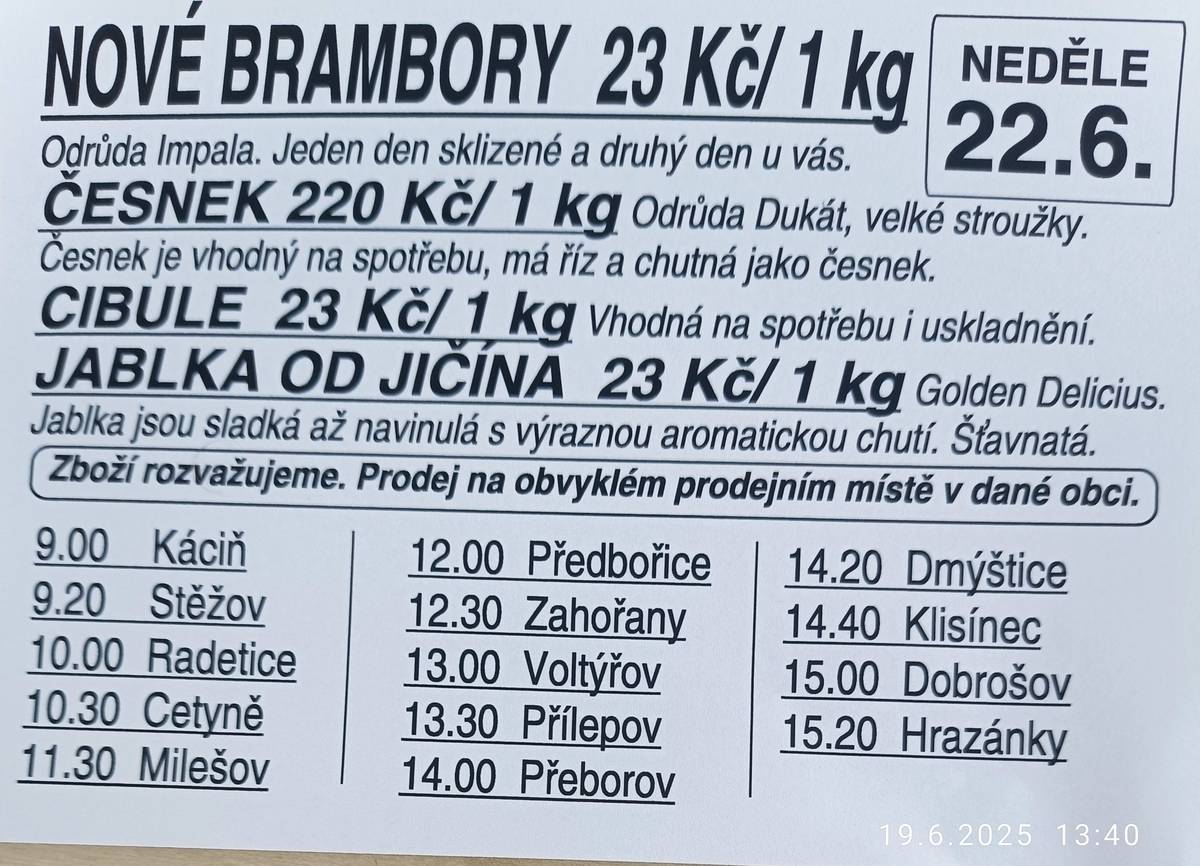 NOVÉ BRAMBORY 23 Kč/ 1 kg
NEDĚLE
22.6.
Odrůda Impala. Jeden den sklizené a druhý den u vás.
ČESNEK 220 Kč/ 1 kg Odrůda Dukát, velké stroužky.
Česnek je vhodný na spotřebu, má říz a chutná jako česnek.
CIBULE 23 Kč/ 1 kg Vhodná na spotřebu i uskladnění.
JABLKA OD JIČÍNA 23 Kč/ 1 kg Golden Delicius.
Jablka jsou sladká až navinulá s výraznou aromatickou chutí. Šťavnatá.
Zboží rozvažujeme. Prodej na obvyklém prodejním místě v dané obci.
9.00 Káciň
9.20 Stěžov
10.00 Radetice
10.30 Cetyně
11.30 Milešov
12.00 Předbořice
12.30 Zahořany
13.00 Voltýřov
13.30 Přílepov
14.00 Přeborov
14.20 Dmýštice
14.40 Klisínec
15.00 Dobrošov
15.20 Hrazánky
19.6.2025 13:40